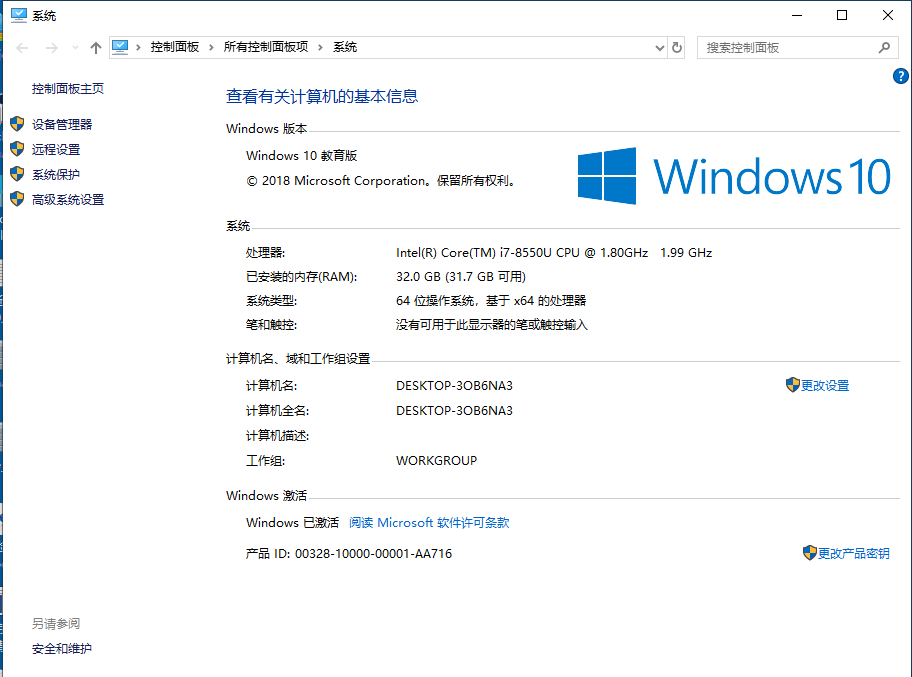 系统
控制面板 › 所有控制面板项 › 系统
搜索控制面板
控制面板主页
设备管理器
远程设置
系统保护
高级系统设置
另请参阅
安全和维护
?
查看有关计算机的基本信息
Windows 版本
Windows 10 教育版
© 2018 Microsoft Corporation。保留所有权利。
Windows 10
系统
处理器: Intel(R) Core(TM) i7-8550U CPU @ 1.80GHz 1.99 GHz
已安装的内存(RAM): 32.0 GB (31.7 GB 可用)
系统类型: 64 位操作系统，基于 x64 的处理器
笔和触控: 没有可用于此显示器的笔或触控输入
计算机名、域和工作组设置
计算机名: DESKTOP-3OB6NA3 更改设置
计算机全名: DESKTOP-3OB6NA3
计算机描述:
工作组: WORKGROUP
Windows 激活
Windows 已激活 阅读 Microsoft 软件许可条款
产品 ID: 00328-10000-00001-AA716 更改产品密钥